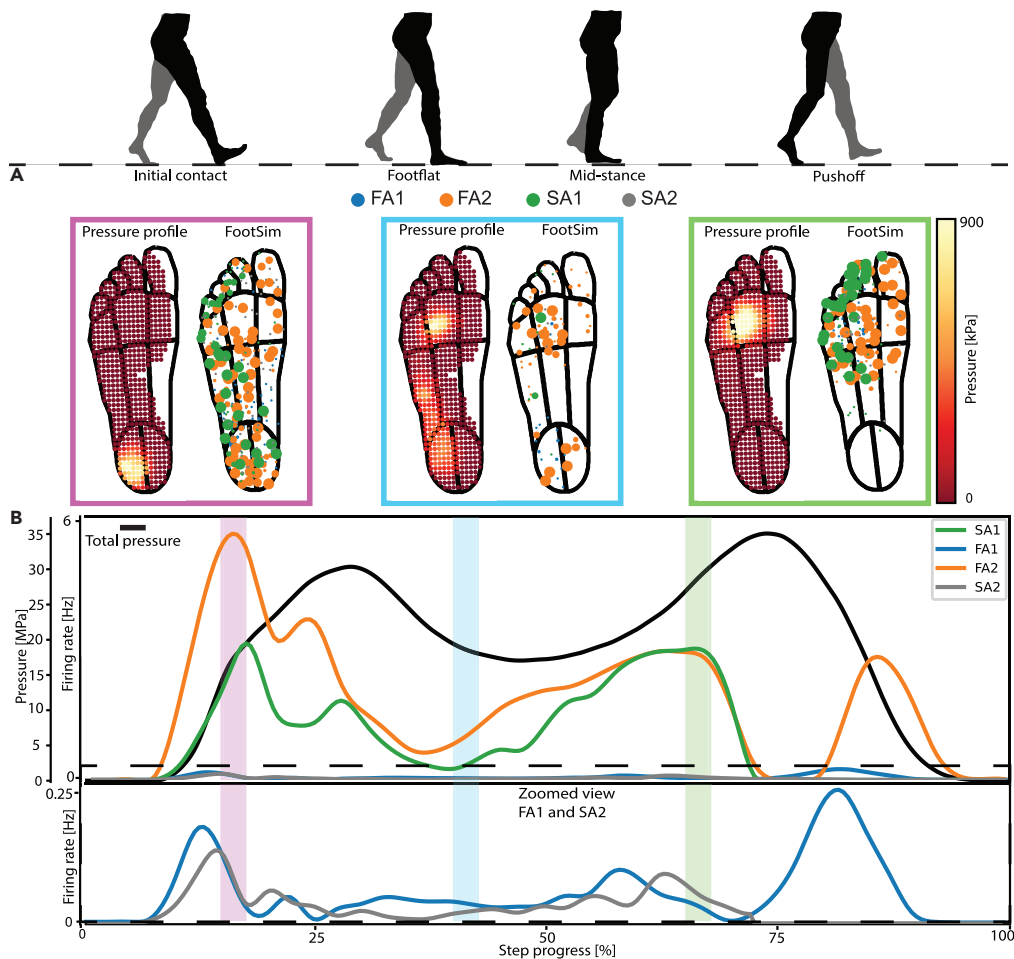 Initial contact
Footflat
Mid-stance
Pushoff
A
FA1 FA2 SA1 SA2
Pressure profile FootSim
Pressure profile FootSim
Pressure profile FootSim
900
Pressure [kPa]
0
B
Total pressure
Pressure [MPa]
35
30
25
20
15
10
5
0
Firing rate [Hz]
6
0
SA1
FA1
FA2
SA2
Zoomed view
FA1 and SA2
Firing rate [Hz]
0.25
0
0 25 50 75 100
Step progress [%]